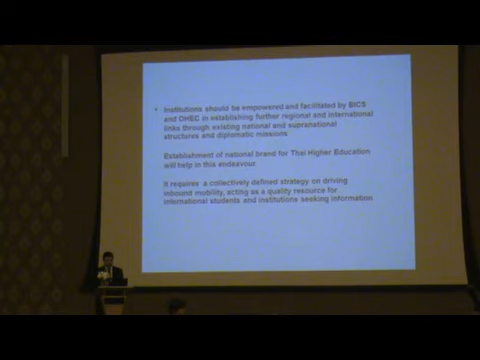 • Institutions should be empowered and facilitated by BICS
and OHEC in establishing further regional and international
links through existing national and supranational
structures and diplomatic missions
Establishment of national brand for Thai Higher Education
will help in this endeavour.
It requires a collectively defined strategy on driving
inbound mobility, acting as a quality resource for
international students and institutions seeking information